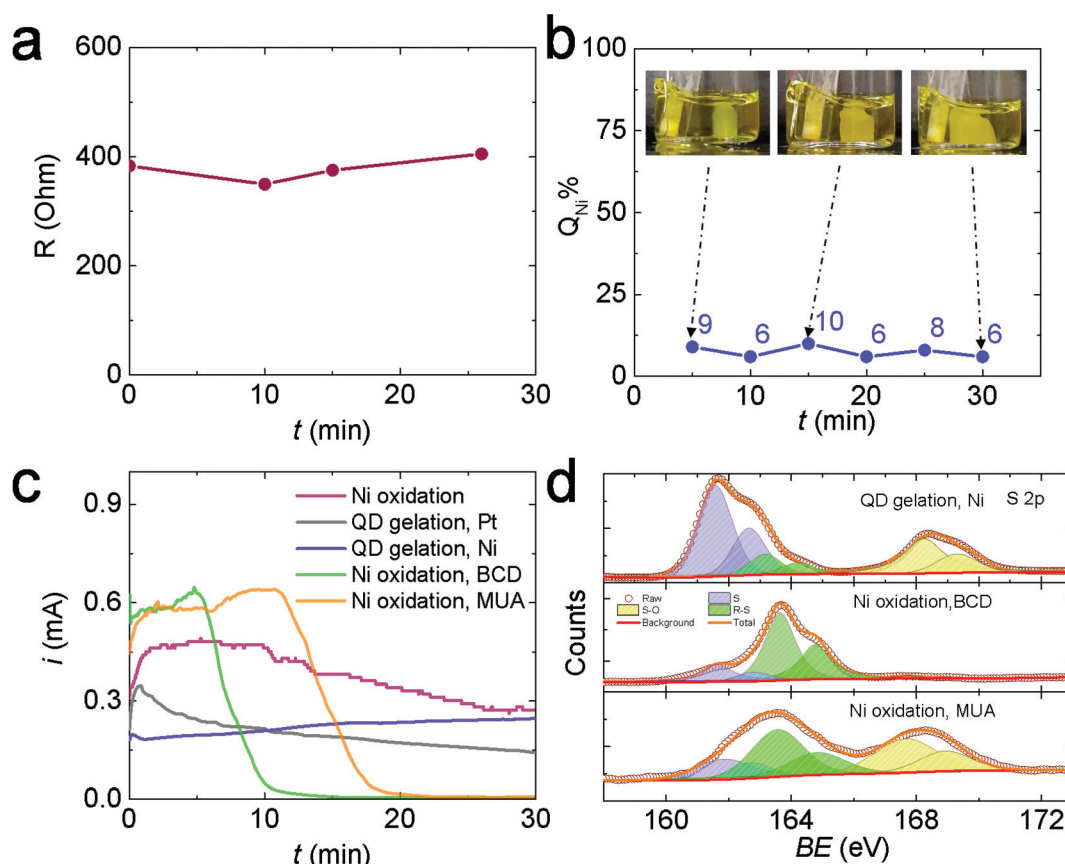 a
600
400
200
0
R (Ohm)
0 10 20 30
t (min)
b
100
75
50
25
0
Q_Ni%
9 6 10 6 8 6
0 10 20 30
t (min)
c
0.9
0.6
0.3
0.0
i (mA)
Ni oxidation
QD gelation, Pt
QD gelation, Ni
Ni oxidation, BCD
Ni oxidation, MUA
0 10 20 30
t (min)
d
QD gelation, Ni S 2p
Ni oxidation,BCD
Raw S
S-O R-S
Background Total
Ni oxidation, MUA
Counts
160 164 168 172
BE (eV)